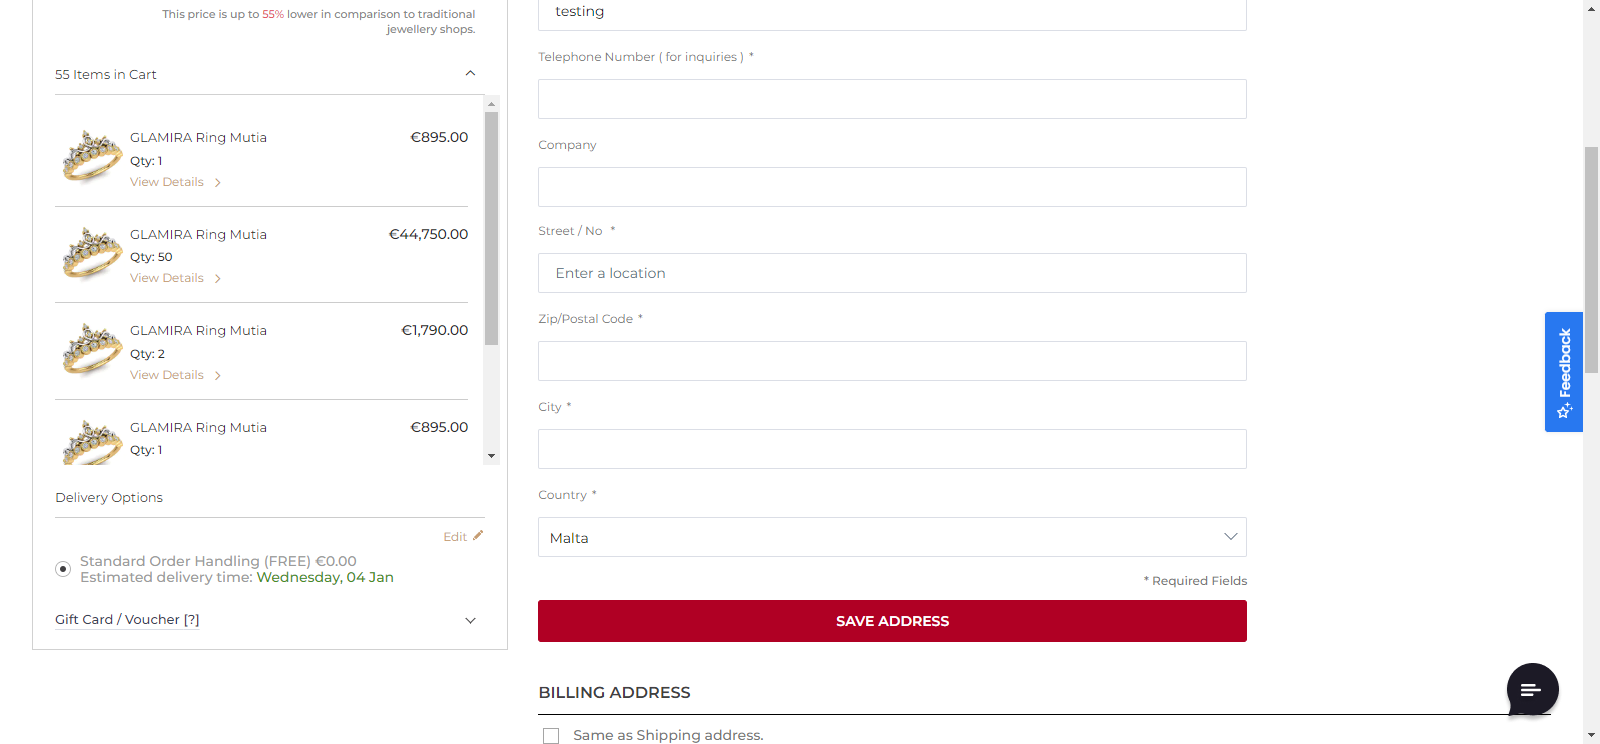 This price is up to 55% lower in comparison to traditional
jewellery shops.
55 Items in Cart
GLAMIRA Ring Mutia
€895.00
Qty: 1
View Details
GLAMIRA Ring Mutia
€44,750.00
Qty: 50
View Details
GLAMIRA Ring Mutia
€1,790.00
Qty: 2
View Details
GLAMIRA Ring Mutia
€895.00
Qty: 1
Delivery Options
Edit
Standard Order Handling (FREE) €0.00
Estimated delivery time: Wednesday, 04 Jan
Gift Card / Voucher [?]
testing
Telephone Number ( for inquiries ) *
Company
Street / No *
Enter a location
Zip/Postal Code *
City *
Country *
Malta
* Required Fields
SAVE ADDRESS
BILLING ADDRESS
Same as Shipping address.
Feedback